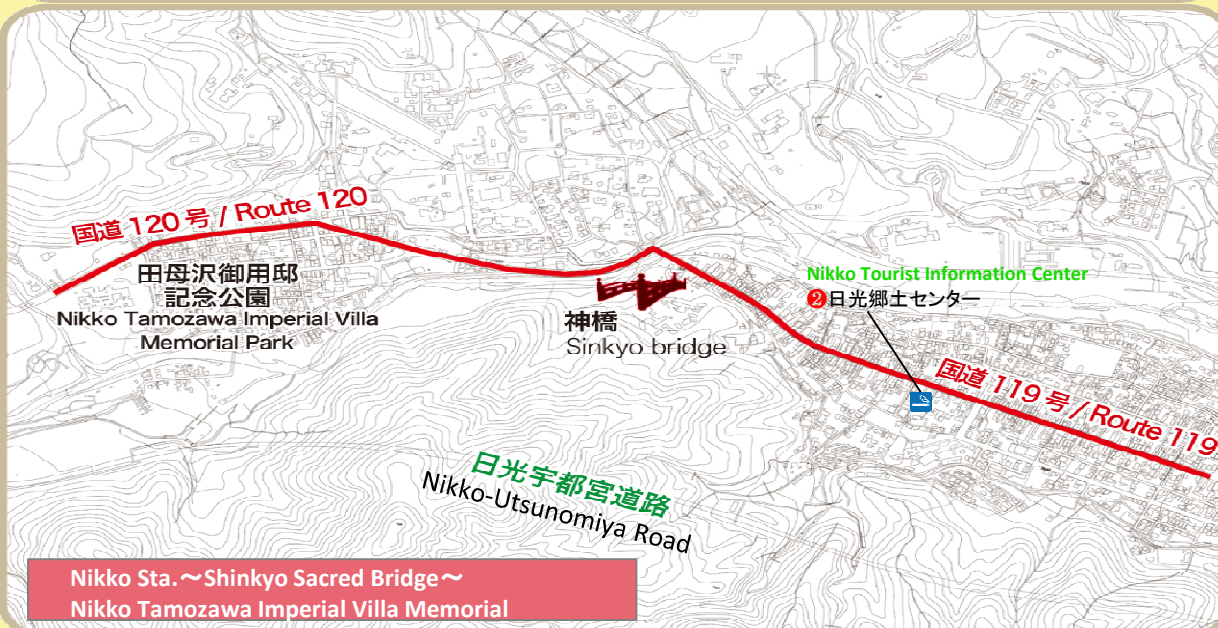 国道 120 号 / Route 120
田母沢御用邸
記念公園
Nikko Tamozawa Imperial Villa
Memorial Park
神橋
Sinkyo bridge
Nikko Tourist Information Center
❷日光郷土センター
国道 119 号 / Route 119
日光宇都宮道路
Nikko-Utsunomiya Road
Nikko Sta.～Shinkyo Sacred Bridge～
Nikko Tamozawa Imperial Villa Memorial